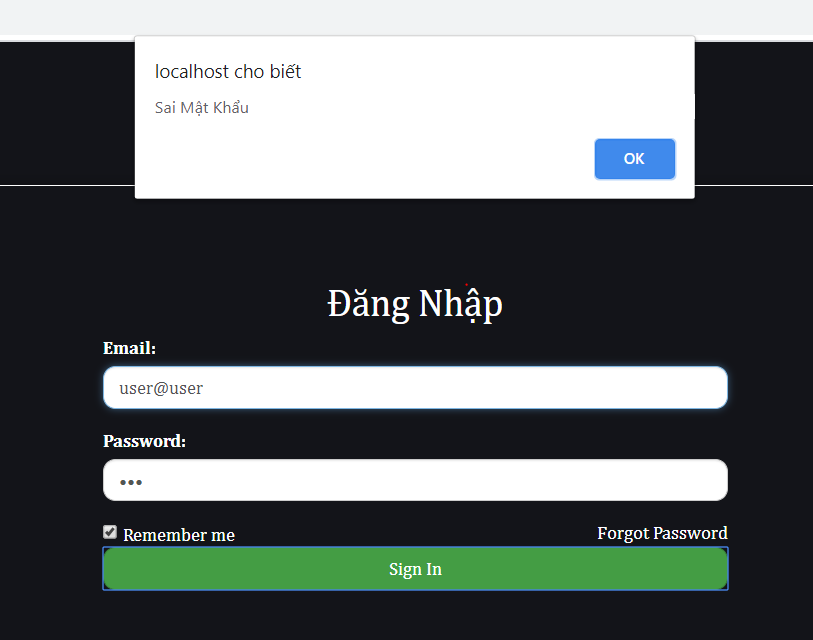 localhost cho biết
Sai Mật Khẩu
OK
Đăng Nhập
Email:
user@user
Password:
•••
Remember me
Forgot Password
Sign In